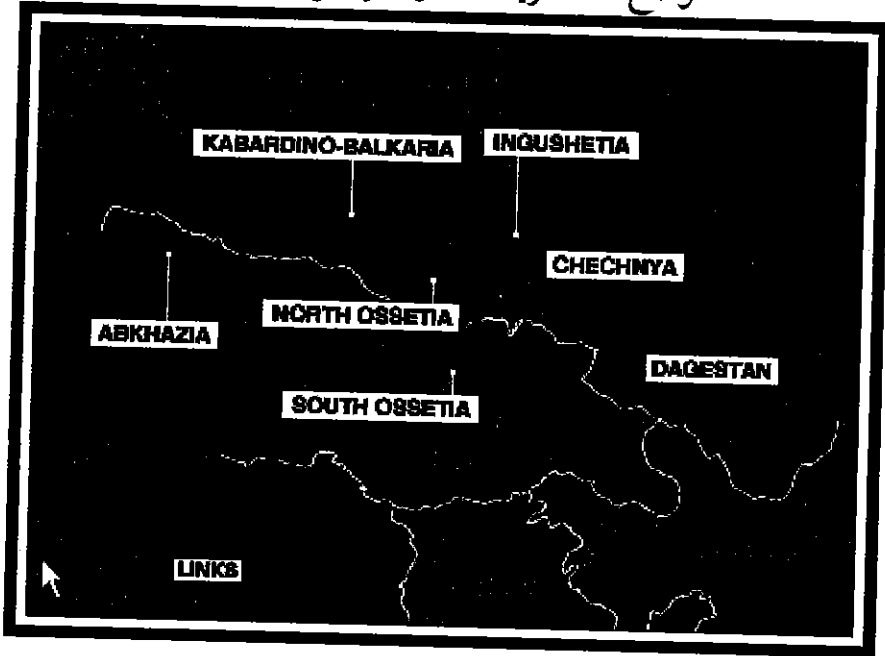 KABARDINO-BALKARIA
INGUSHETIA
CHECHNYA
ABKHAZIA
NORTH OSSETIA
DAGESTAN
SOUTH OSSETIA
LINKS